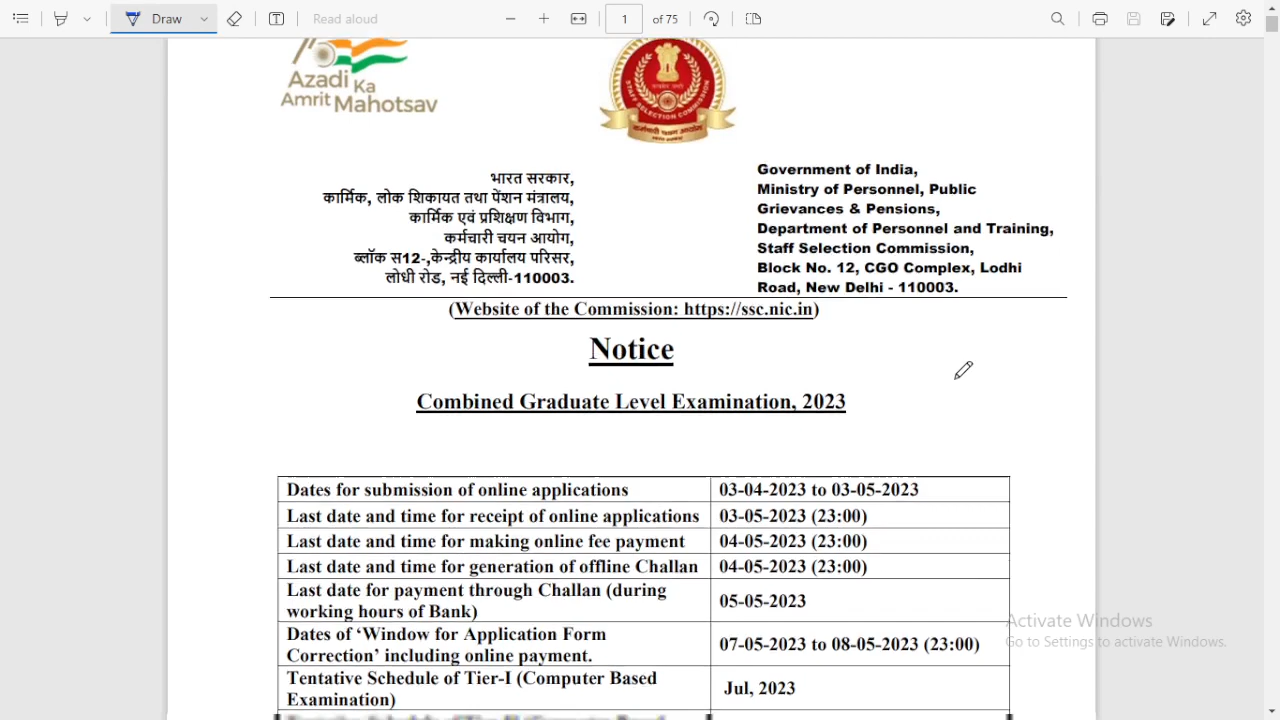 Draw
Read aloud
1
of 75
Azadi Ka
Amrit Mahotsav
STAFF SELECTION COMMISSION
कर्मचारी चयन आयोग
भारत सरकार,
कार्मिक, लोक शिकायत तथा पेंशन मंत्रालय,
कार्मिक एवं प्रशिक्षण विभाग,
कर्मचारी चयन आयोग,
ब्लॉक स12-,केन्द्रीय कार्यालय परिसर,
लोधी रोड, नई दिल्ली-110003.
Government of India,
Ministry of Personnel, Public
Grievances & Pensions,
Department of Personnel and Training,
Staff Selection Commission,
Block No. 12, CGO Complex, Lodhi
Road, New Delhi - 110003.
(Website of the Commission: https://ssc.nic.in)
Notice
Combined Graduate Level Examination, 2023
Dates for submission of online applications 03-04-2023 to 03-05-2023
Last date and time for receipt of online applications 03-05-2023 (23:00)
Last date and time for making online fee payment 04-05-2023 (23:00)
Last date and time for generation of offline Challan 04-05-2023 (23:00)
Last date for payment through Challan (during
working hours of Bank) 05-05-2023
Dates of ‘Window for Application Form
Correction’ including online payment. 07-05-2023 to 08-05-2023 (23:00)
Tentative Schedule of Tier-I (Computer Based
Examination) Jul, 2023
Activate Windows
Go to Settings to activate Windows.